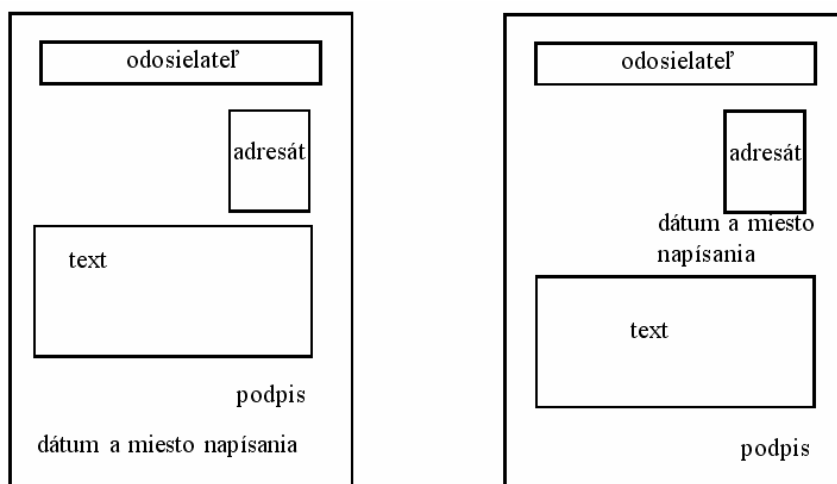 odosielateľ
adresát
text
podpis
dátum a miesto napísania
odosielateľ
adresát
dátum a miesto
napísania
text
podpis